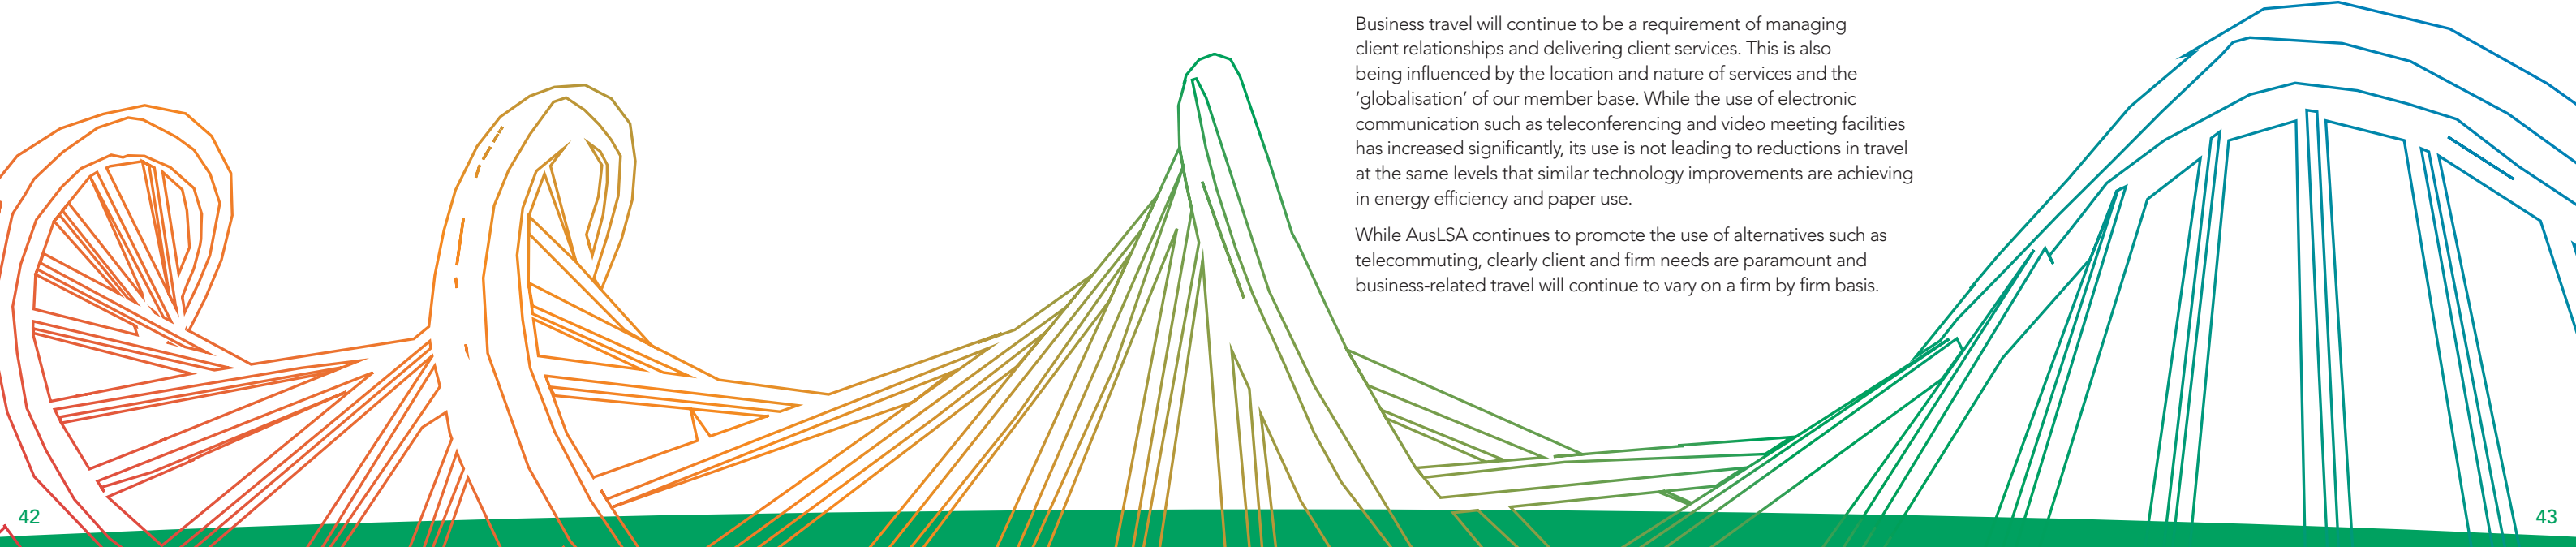 Business travel will continue to be a requirement of managing
client relationships and delivering client services. This is also
being influenced by the location and nature of services and the
‘globalisation’ of our member base. While the use of electronic
communication such as teleconferencing and video meeting facilities
has increased significantly, its use is not leading to reductions in travel
at the same levels that similar technology improvements are achieving
in energy efficiency and paper use.
While AusLSA continues to promote the use of alternatives such as
telecommuting, clearly client and firm needs are paramount and
business-related travel will continue to vary on a firm by firm basis.
42
43